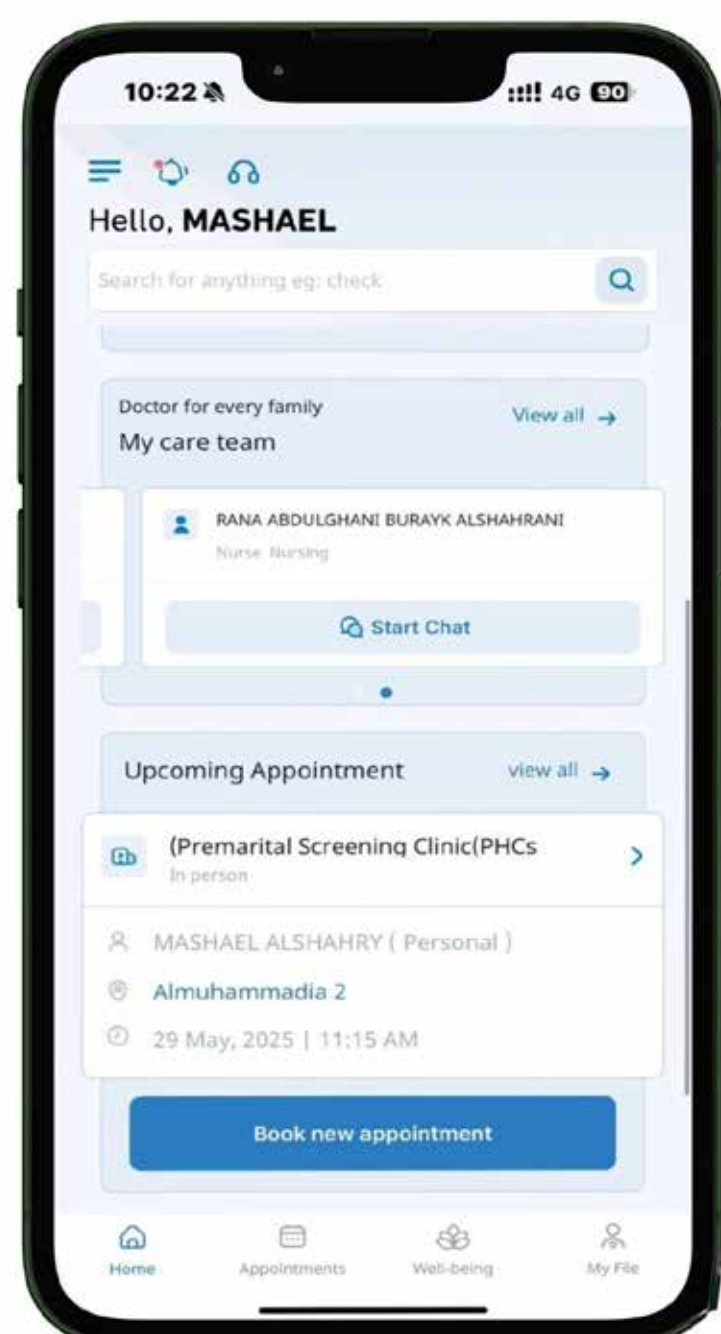 10:22
4G 90
Hello, MASHAEL
Search for anything eg: check
Doctor for every family
View all →
My care team
RANA ABDULGHANI BURAYK ALSHAHRANI
Nurse Nursing
Start Chat
Upcoming Appointment
view all →
(Premarital Screening Clinic(PHCs
In person
MASHAEL ALSHAHRY ( Personal )
Almuhammadia 2
29 May, 2025 | 11:15 AM
Book new appointment
Home
Appointments
Well-being
My File